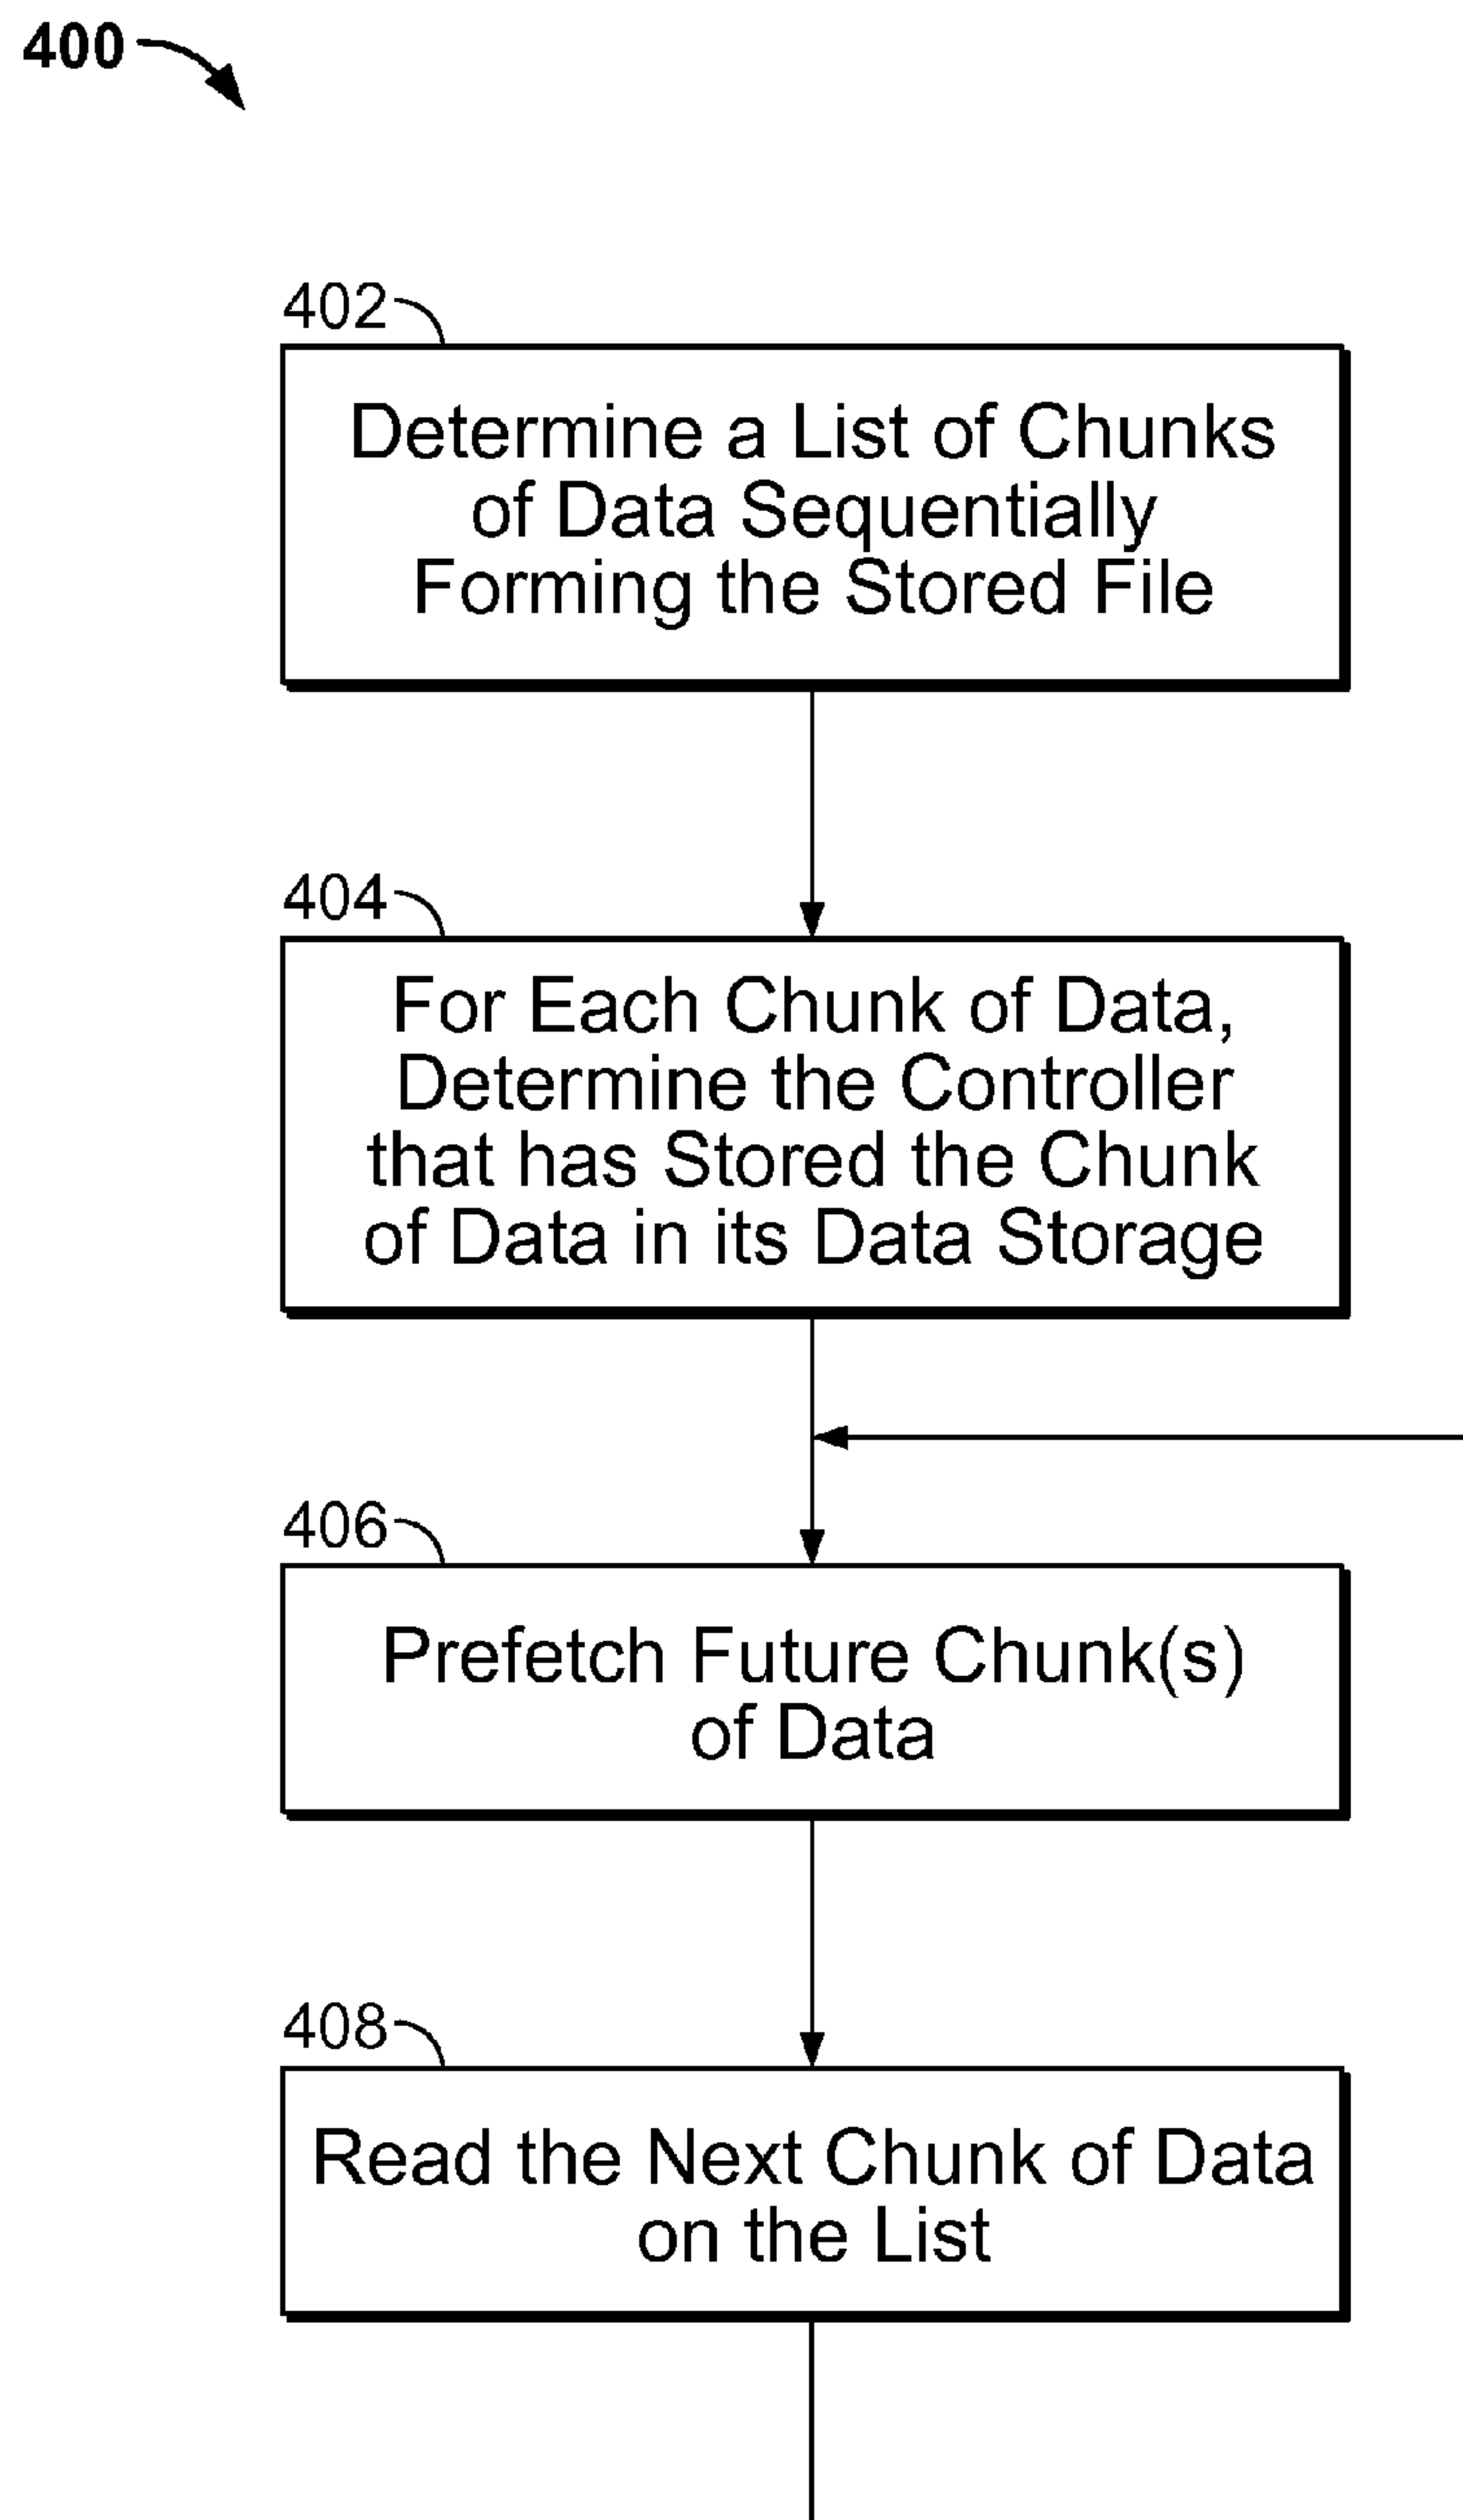 400
402
Determine a List of Chunks
of Data Sequentially
Forming the Stored File
404
For Each Chunk of Data,
Determine the Controller
that has Stored the Chunk
of Data in its Data Storage
406
Prefetch Future Chunk(s)
of Data
408
Read the Next Chunk of Data
on the List